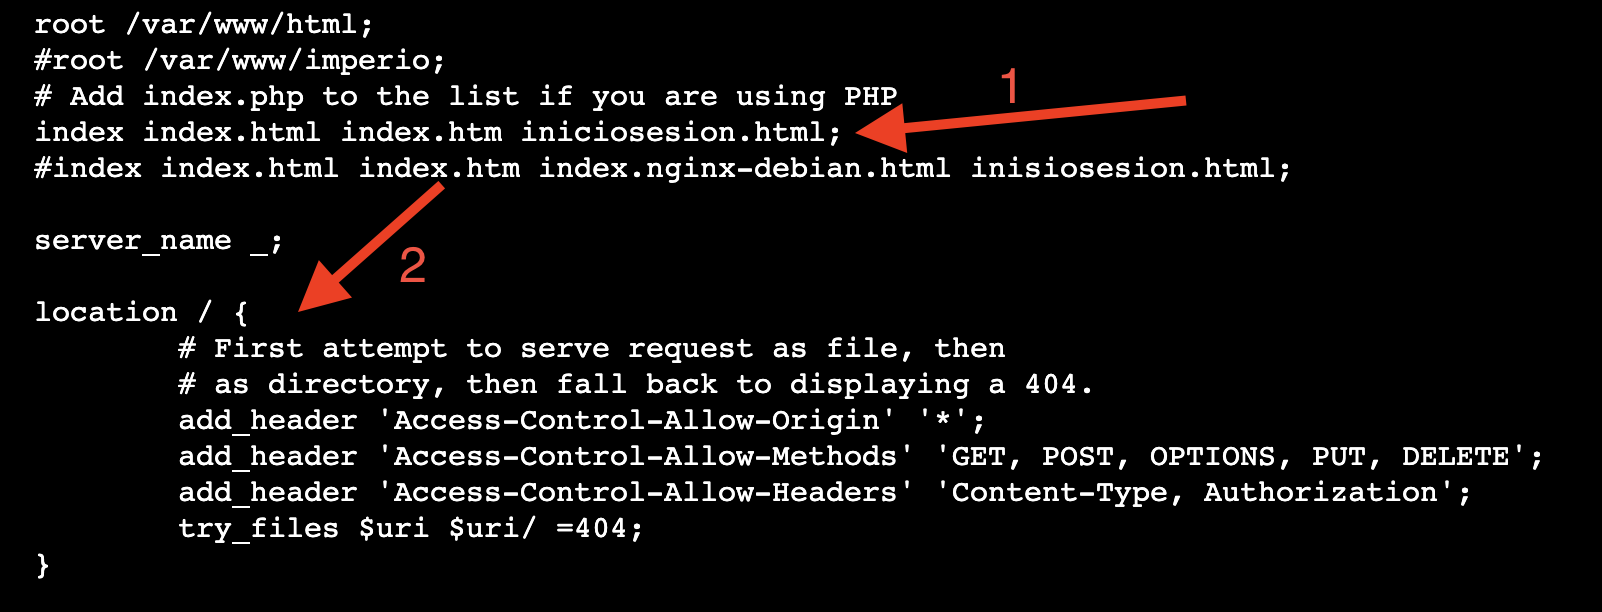 root /var/www/html;
#root /var/www/imperio;
# Add index.php to the list if you are using PHP
1
index index.html index.htm iniciosesion.html;
#index index.html index.htm index.nginx-debian.html inisiosesion.html;
server_name _;
2
location / {
# First attempt to serve request as file, then
# as directory, then fall back to displaying a 404.
add_header 'Access-Control-Allow-Origin' '*';
add_header 'Access-Control-Allow-Methods' 'GET, POST, OPTIONS, PUT, DELETE';
add_header 'Access-Control-Allow-Headers' 'Content-Type, Authorization';
try_files $uri $uri/ =404;
}